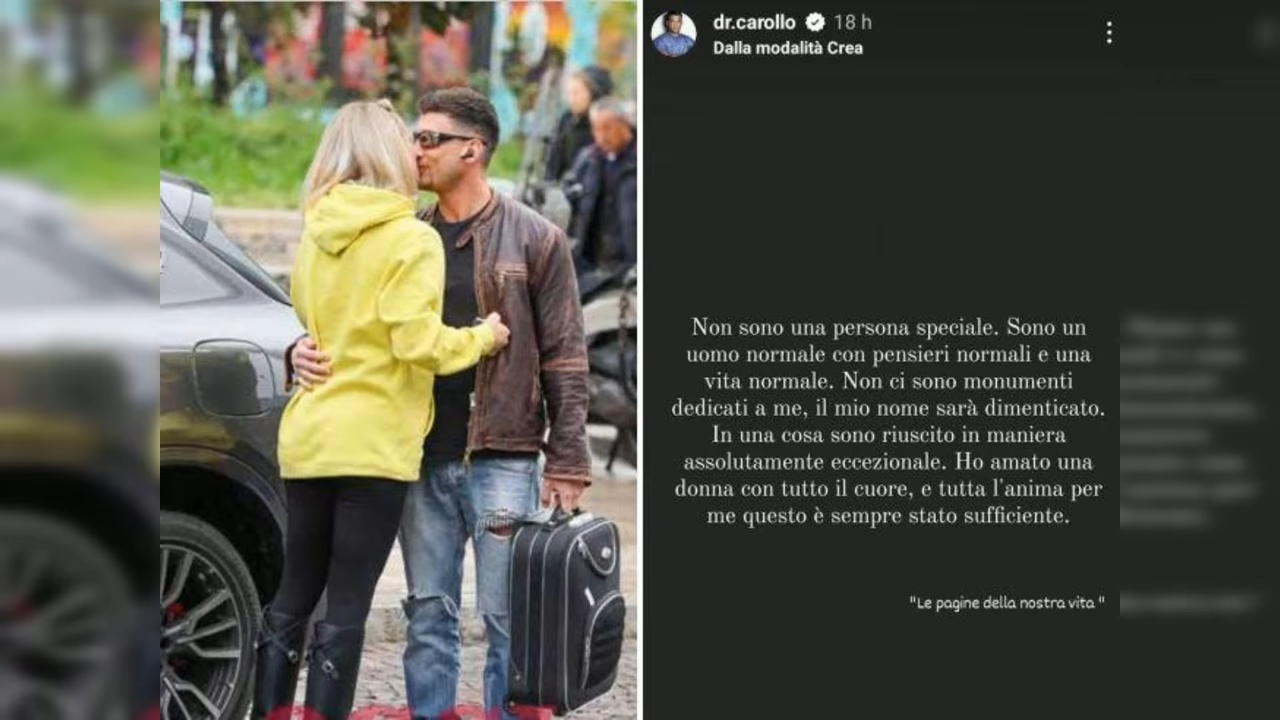 dr.carollo 18 h
Dalla modalità Crea
Non sono una persona speciale. Sono un
uomo normale con pensieri normali e una
vita normale. Non ci sono monumenti
dedicati a me, il mio nome sarà dimenticato.
In una cosa sono riuscito in maniera
assolutamente eccezionale. Ho amato una
donna con tutto il cuore, e tutta l'anima per
me questo è sempre stato sufficiente.
"Le pagine della nostra vita "